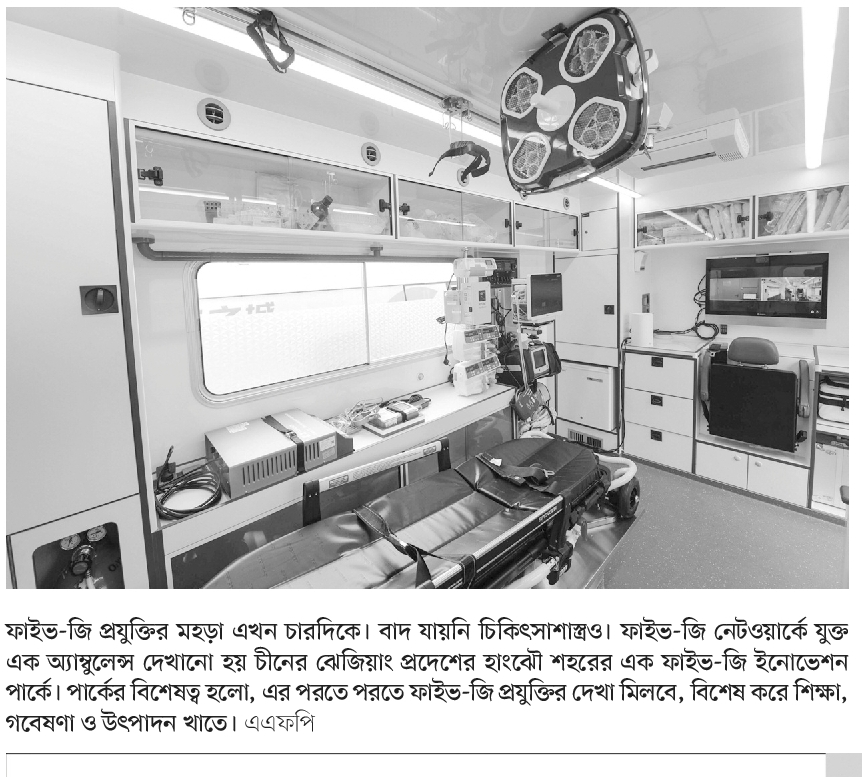 ফাইভ-জি প্রযুক্তির মহড়া এখন চারদিকে। বাদ যায়নি চিকিৎসাশাস্ত্রও। ফাইভ-জি নেটওয়ার্কে যুক্ত
এক অ্যাম্বুলেন্স দেখানো হয় চীনের ঝেজিয়াং প্রদেশের হাংঝৌ শহরের এক ফাইভ-জি ইনোভেশন
পার্কে। পার্কের বিশেষত্ব হলো, এর পরতে পরতে ফাইভ-জি প্রযুক্তির দেখা মিলবে, বিশেষ করে শিক্ষা,
গবেষণা ও উৎপাদন খাতে। এএফপি